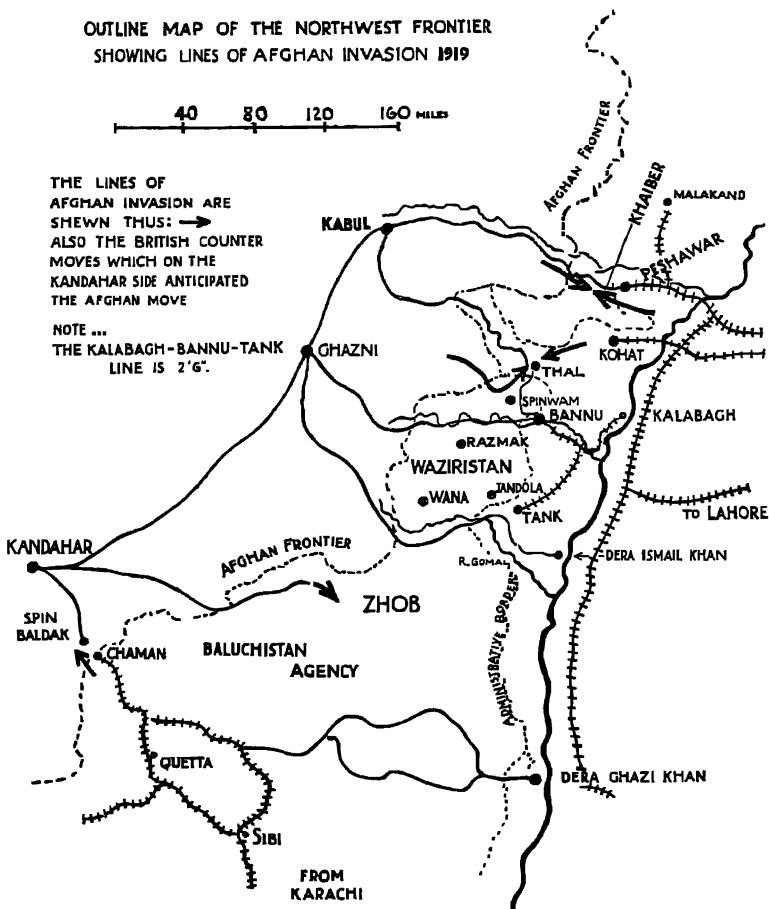 OUTLINE MAP OF THE NORTHWEST FRONTIER
SHOWING LINES OF AFGHAN INVASION 1919
40 80 120 160 MILES
THE LINES OF
AFGHAN INVASION ARE
SHEWN THUS:
ALSO THE BRITISH COUNTER
MOVES WHICH ON THE
KANDAHAR SIDE ANTICIPATED
THE AFGHAN MOVE
NOTE ...
THE KALABAGH-BANNU-TANK
LINE IS 2'6".
AFGHAN FRONTIER
KHAIBER
MALAKAND
KABUL
PESHAWAR
GHAZNI
KOHAT
THAL
SPINWAM
BANNU
KALABAGH
RAZMAK
WAZIRISTAN
WANA
TANDOLA
TANK
TO LAHORE
KANDAHAR
AFGHAN FRONTIER
R. GOMAL
DERA ISMAIL KHAN
ZHOB
SPIN
BALDAK
CHAMAN
BALUCHISTAN
AGENCY
ADMINISTRATIVE BORDER
QUETTA
DERA GHAZI KHAN
SIBI
FROM
KARACHI